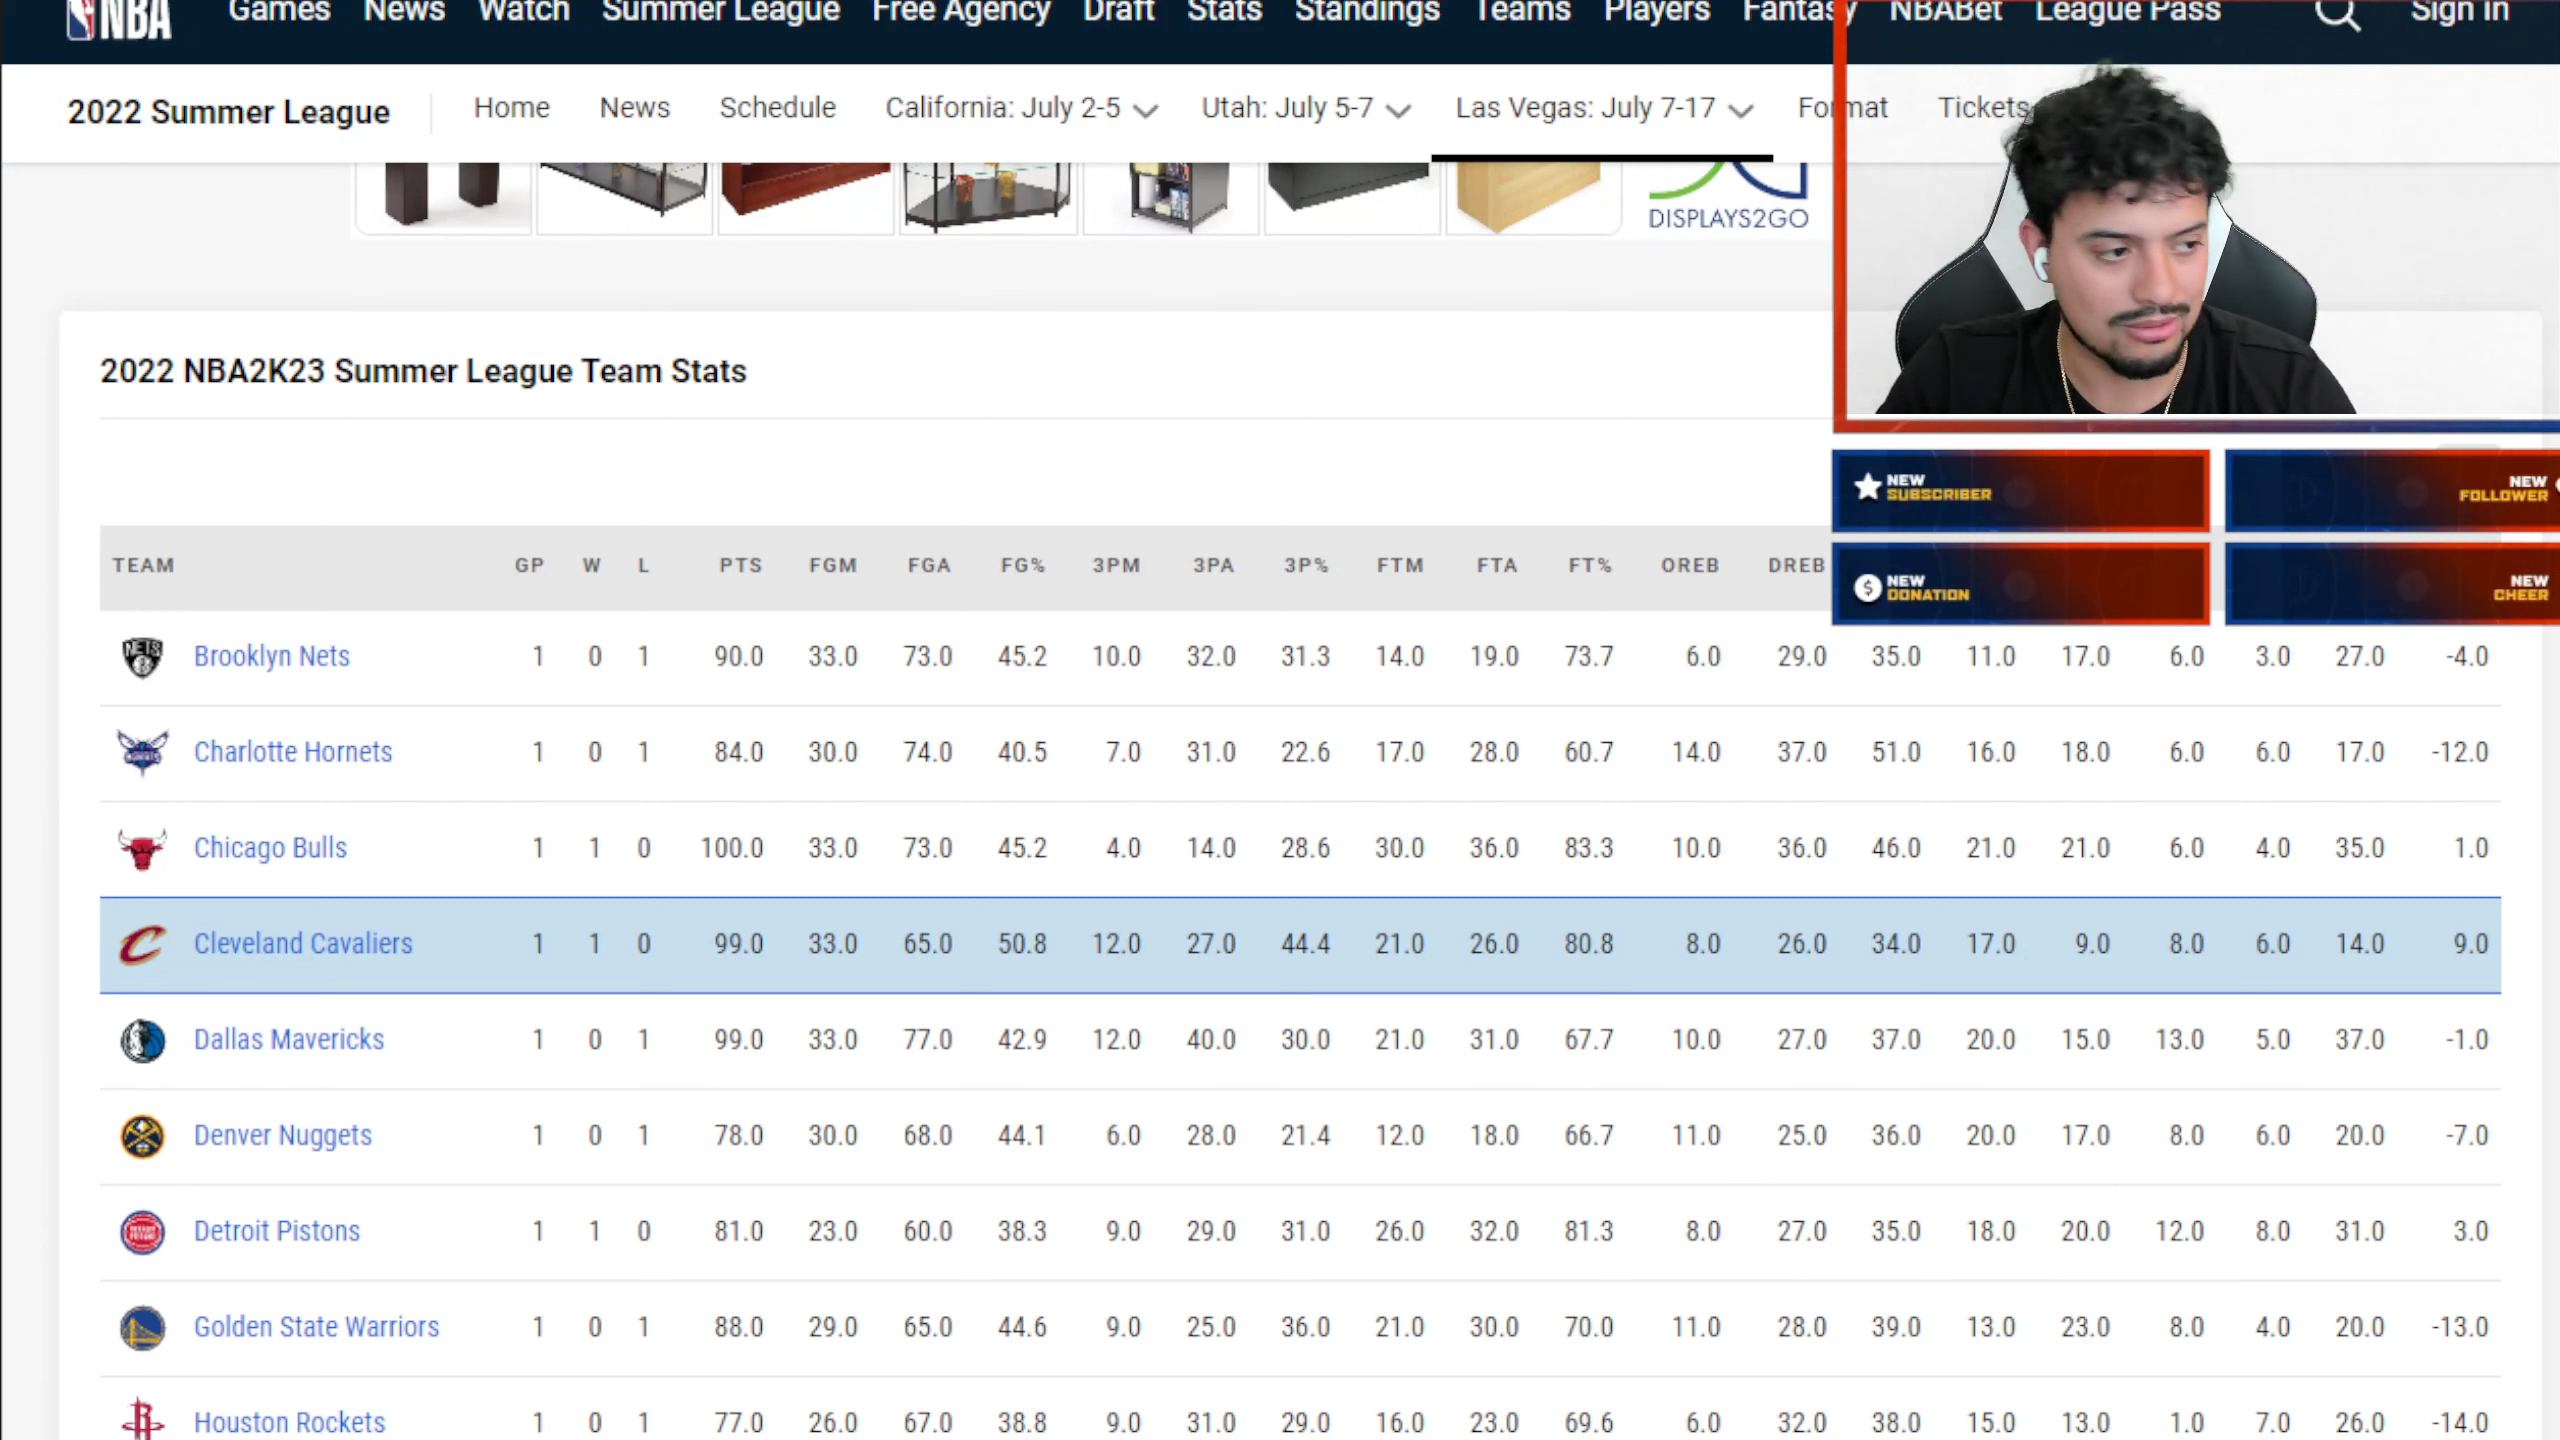 NBA Games News Watch Summer League Free Agency Draft Stats Standings Teams Players Fantasy NBABet League Pass Sign in
2022 Summer League Home News Schedule California: July 2-5 Utah: July 5-7 Las Vegas: July 7-17 Format Tickets
DISPLAYS2GO
2022 NBA2K23 Summer League Team Stats
NEW SUBSCRIBER
NEW FOLLOWER
NEW DONATION
NEW CHEER
TEAM GP W L PTS FGM FGA FG% 3PM 3PA 3P% FTM FTA FT% OREB DREB
Brooklyn Nets 1 0 1 90.0 33.0 73.0 45.2 10.0 32.0 31.3 14.0 19.0 73.7 6.0 29.0 35.0 11.0 17.0 6.0 3.0 27.0 -4.0
Charlotte Hornets 1 0 1 84.0 30.0 74.0 40.5 7.0 31.0 22.6 17.0 28.0 60.7 14.0 37.0 51.0 16.0 18.0 6.0 6.0 17.0 -12.0
Chicago Bulls 1 1 0 100.0 33.0 73.0 45.2 4.0 14.0 28.6 30.0 36.0 83.3 10.0 36.0 46.0 21.0 21.0 6.0 4.0 35.0 1.0
Cleveland Cavaliers 1 1 0 99.0 33.0 65.0 50.8 12.0 27.0 44.4 21.0 26.0 80.8 8.0 26.0 34.0 17.0 9.0 8.0 6.0 14.0 9.0
Dallas Mavericks 1 0 1 99.0 33.0 77.0 42.9 12.0 40.0 30.0 21.0 31.0 67.7 10.0 27.0 37.0 20.0 15.0 13.0 5.0 37.0 -1.0
Denver Nuggets 1 0 1 78.0 30.0 68.0 44.1 6.0 28.0 21.4 12.0 18.0 66.7 11.0 25.0 36.0 20.0 17.0 8.0 6.0 20.0 -7.0
Detroit Pistons 1 1 0 81.0 23.0 60.0 38.3 9.0 29.0 31.0 26.0 32.0 81.3 8.0 27.0 35.0 18.0 20.0 12.0 8.0 31.0 3.0
Golden State Warriors 1 0 1 88.0 29.0 65.0 44.6 9.0 25.0 36.0 21.0 30.0 70.0 11.0 28.0 39.0 13.0 23.0 8.0 4.0 20.0 -13.0
Houston Rockets 1 0 1 77.0 26.0 67.0 38.8 9.0 31.0 29.0 16.0 23.0 69.6 6.0 32.0 38.0 15.0 13.0 1.0 7.0 26.0 -14.0